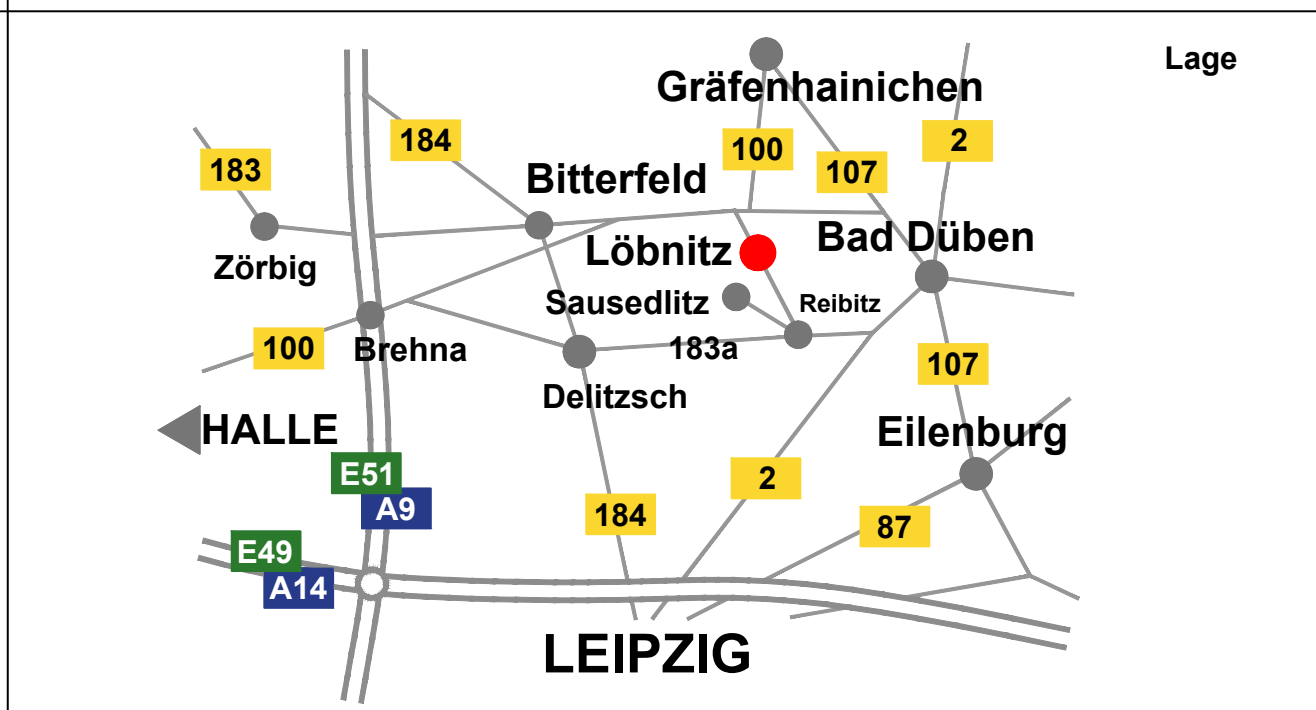 Lage
Gräfenhainichen
184
2
100
183
107
Bitterfeld
Bad Düben
Löbnitz
Zörbig
Sausedlitz
Reibitz
100
Brehna
183a
107
Delitzsch
HALLE
Eilenburg
E51
2
A9
184
87
E49
A14
LEIPZIG